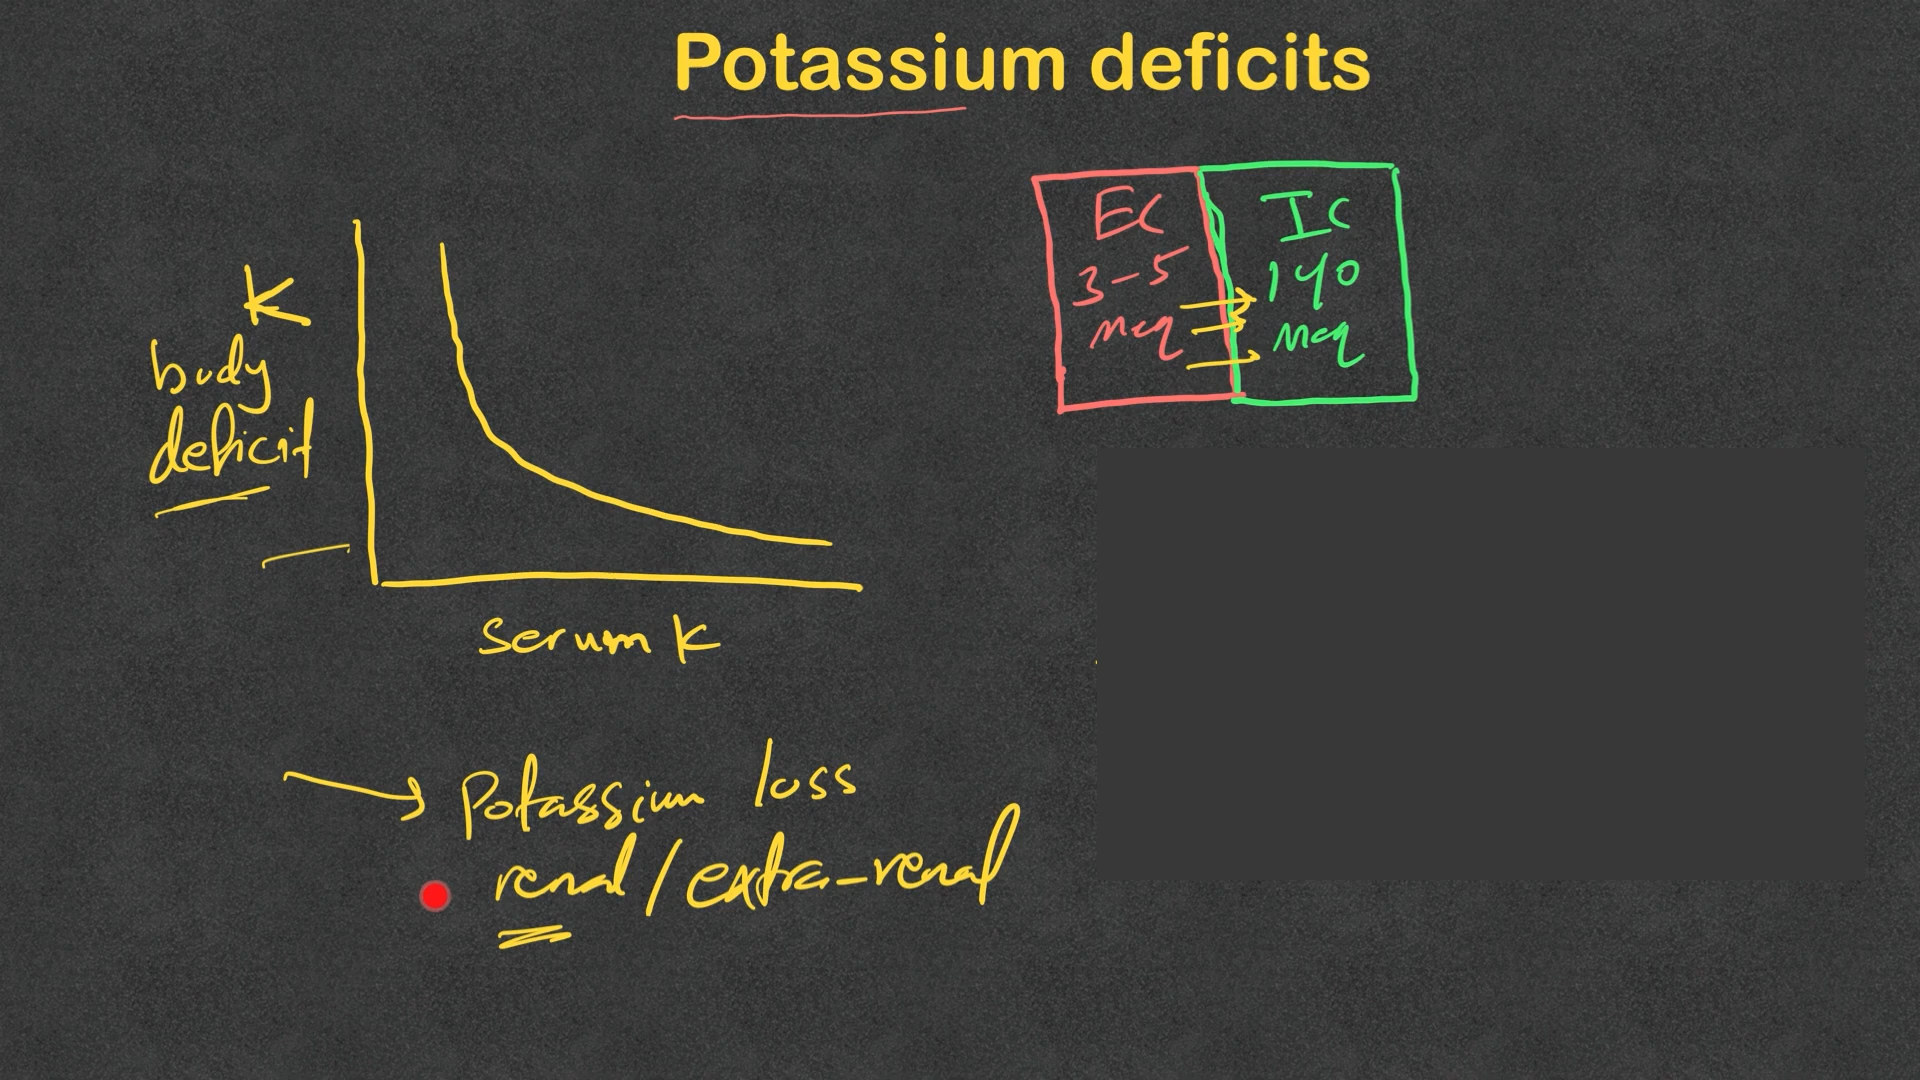 Potassium deficits
EC
3-5
meq
IC
140
meq
K
body
deficit
serum K
potassium loss
renal / extra-renal